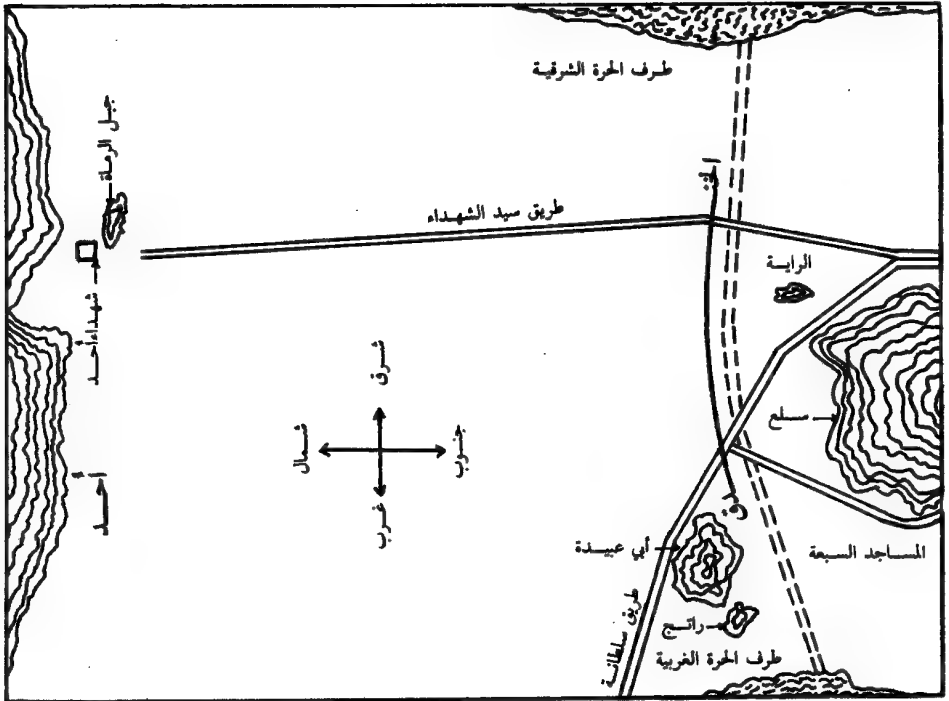 طرف الحرة الشرقية
جبل الرماة
طريق سيد الشهداء
الخندق
الراية
شهداء أحد
شرق
شمال
جنوب
غرب
سلع
أحد
أبي عبيدة
المساجد السبعة
راتج
طريق سلطانة
طرف الحرة الغربية